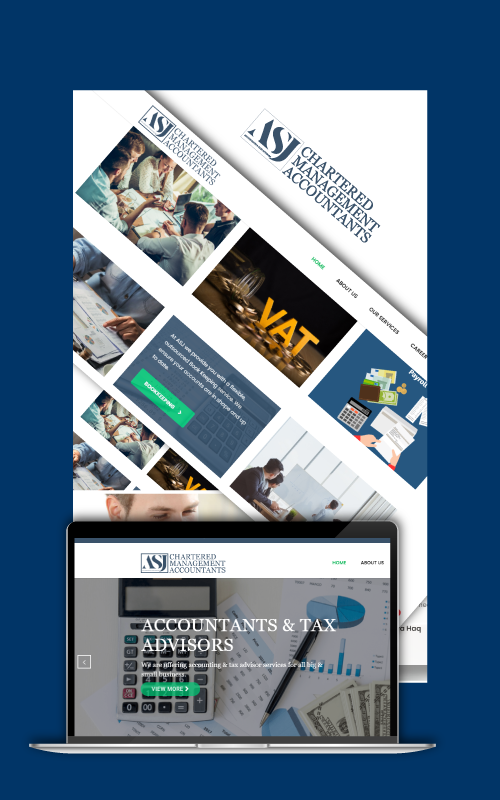 ASJ
CHARTERED
MANAGEMENT
ACCOUNTANTS
ASJ
CHARTERED
MANAGEMENT
ACCOUNTANTS
HOME
ABOUT US
OUR SERVICES
CAREER
VAT
Payroll
At ASJ we provide you with a flexible,
outsourced Book Keeping service. We
ensure your accounts are in shape and up
to date.
BOOKKEEPING
VAT
Haq
ASJ
CHARTERED
MANAGEMENT
ACCOUNTANTS
HOME ABOUT US
ACCOUNTANTS & TAX
ADVISORS
We are offering accounting & tax advisor services for all big &
small business.
VIEW MORE